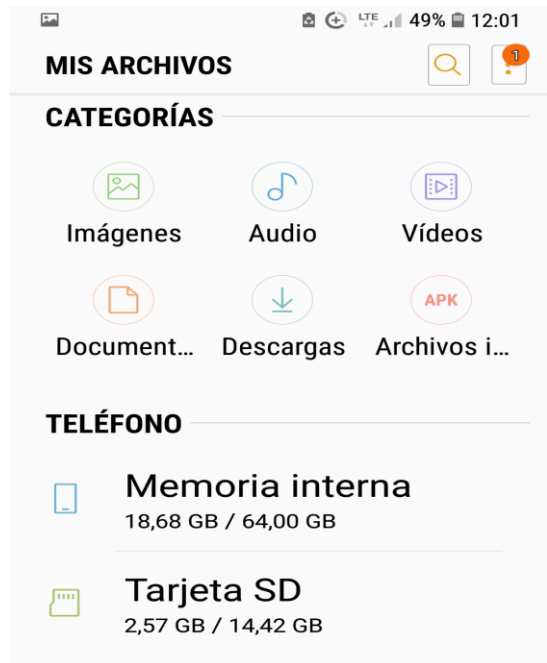 LTE 49% 12:01
MIS ARCHIVOS 1
CATEGORÍAS
Imágenes Audio Vídeos
APK
Document... Descargas Archivos i...
TELÉFONO
Memoria interna
18,68 GB / 64,00 GB
Tarjeta SD
2,57 GB / 14,42 GB